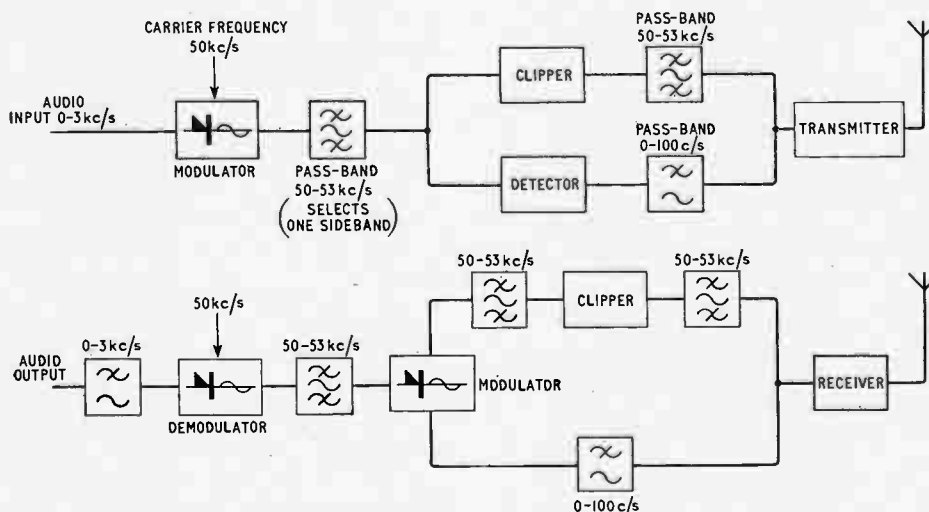 CARRIER FREQUENCY
50kc/s
AUDIO
INPUT 0-3kc/s
MODULATOR
PASS-BAND
50-53kc/s
(SELECTS
ONE SIDEBAND)
CLIPPER
PASS-BAND
50-53kc/s
DETECTOR
PASS-BAND
0-100c/s
TRANSMITTER
AUDIO
OUTPUT
0-3kc/s
50kc/s
DEMODULATOR
50-53kc/s
MODULATOR
50-53kc/s
CLIPPER
50-53kc/s
0-100c/s
RECEIVER